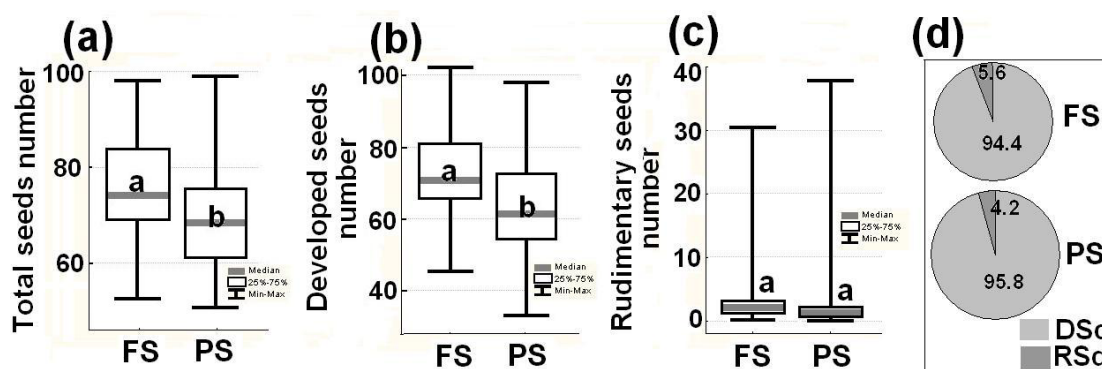 (a)
Total seeds number
100
80
60
a
b
Median
25%-75%
Min-Max
FS PS
(b)
Developed seeds
number
100
80
60
40
a
b
Median
25%-75%
Min-Max
FS PS
(c)
Rudimentary seeds
number
40
30
20
10
0
a
a
Median
25%-75%
Min-Max
FS PS
(d)
5.6
94.4
FS
4.2
95.8
PS